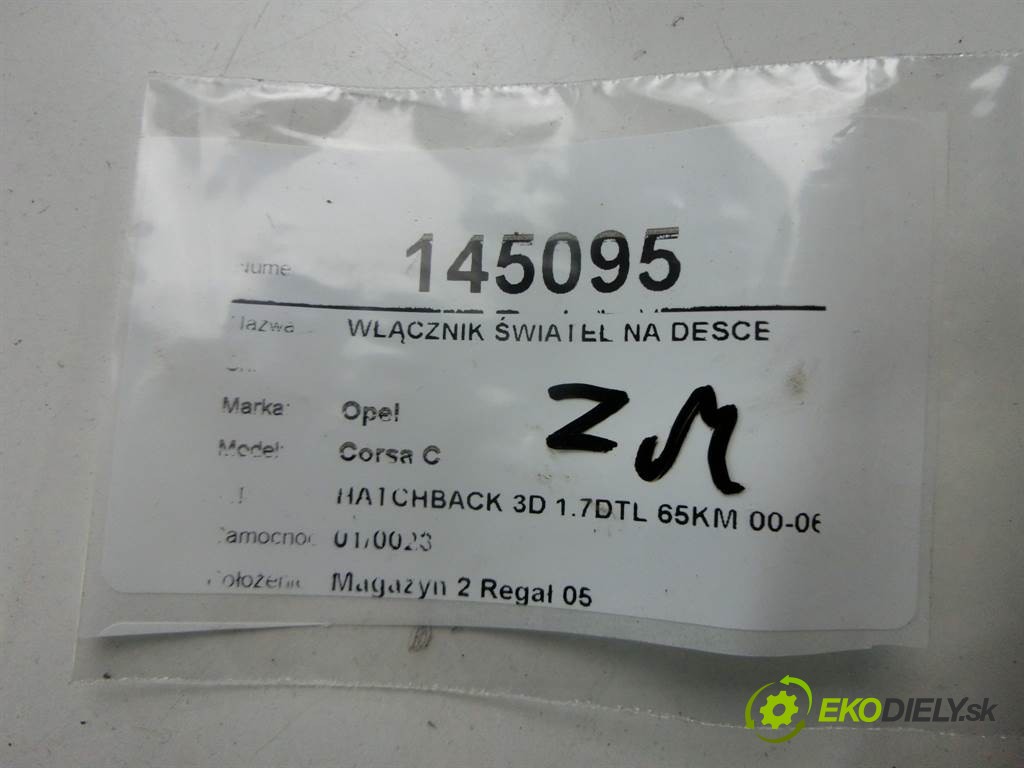 145095
WŁĄCZNIK ŚWIATEŁ NA DESCE
Marka: Opel
Model: Corsa C
HATCHBACK 3D 1.7DTL 65KM 00-06
Magazyn 2 Regał 05
ZM
EKODIELY.sk